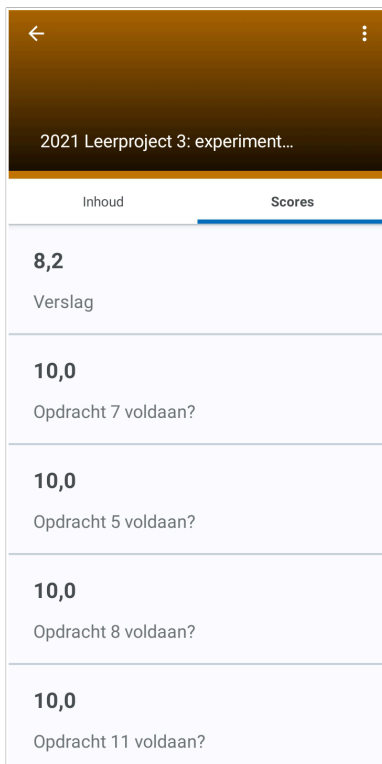 2021 Leerproject 3: experiment...
Inhoud Scores
8,2
Verslag
10,0
Opdracht 7 voldaan?
10,0
Opdracht 5 voldaan?
10,0
Opdracht 8 voldaan?
10,0
Opdracht 11 voldaan?